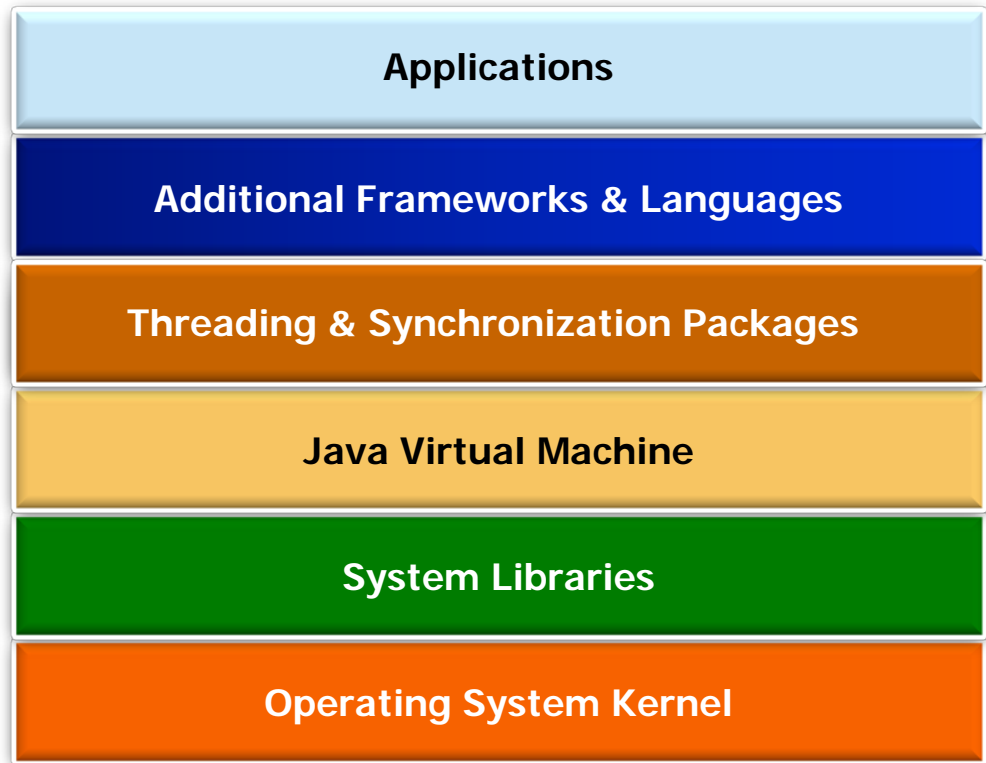 Applications
Additional Frameworks & Languages
Threading & Synchronization Packages
Java Virtual Machine
System Libraries
Operating System Kernel